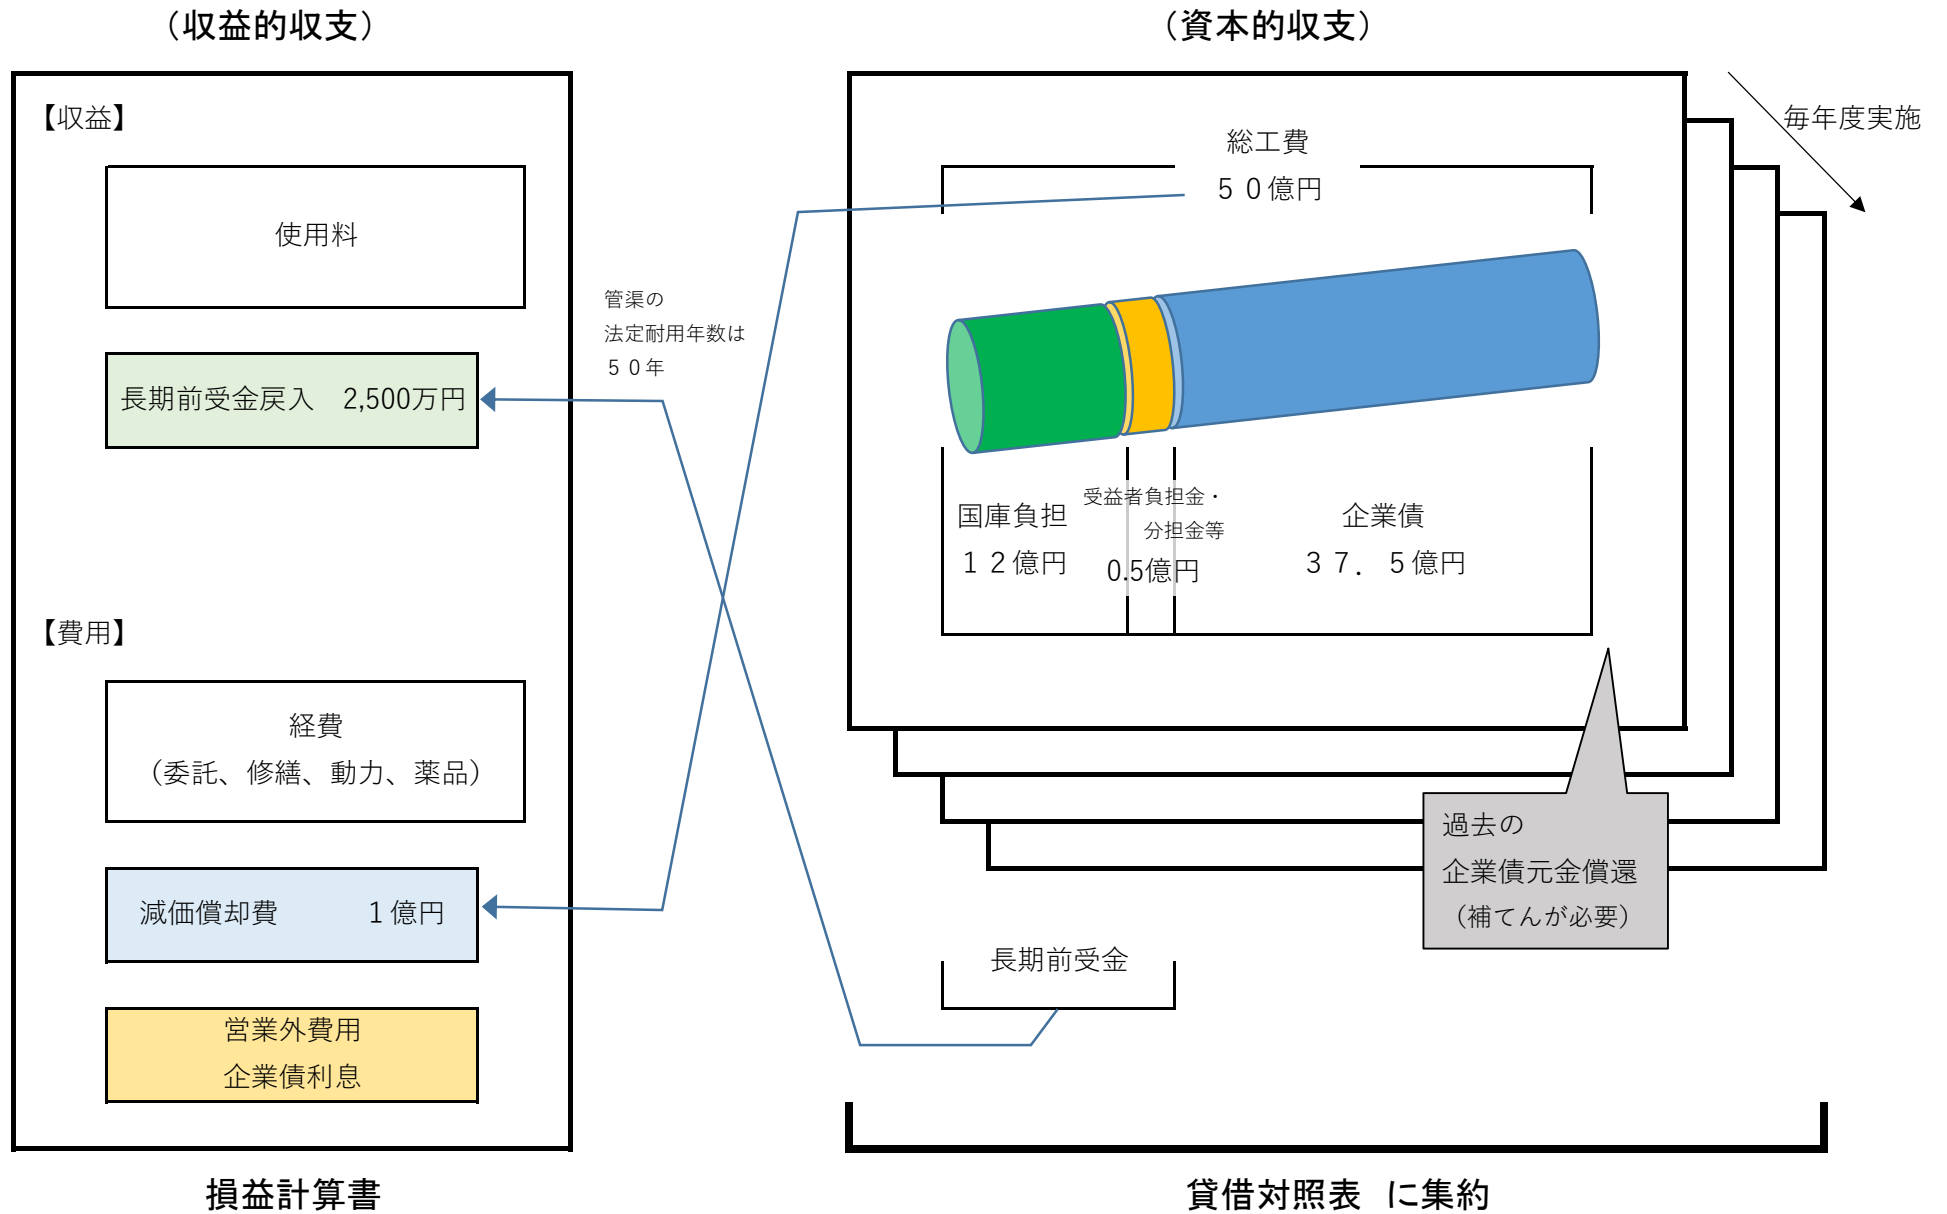 （収益的収支）
【収益】
使用料
長期前受金戻入　2,500万円
【費用】
経費
（委託、修繕、動力、薬品）
減価償却費　　　１億円
営業外費用
企業債利息
損益計算書
管渠の
法定耐用年数は
５０年
（資本的収支）
毎年度実施
総工費
５０億円
国庫負担
１２億円
受益者負担金・
分担金等
0.5億円
企業債
３７．５億円
過去の
企業債元金償還
（補てんが必要）
長期前受金
貸借対照表　に集約